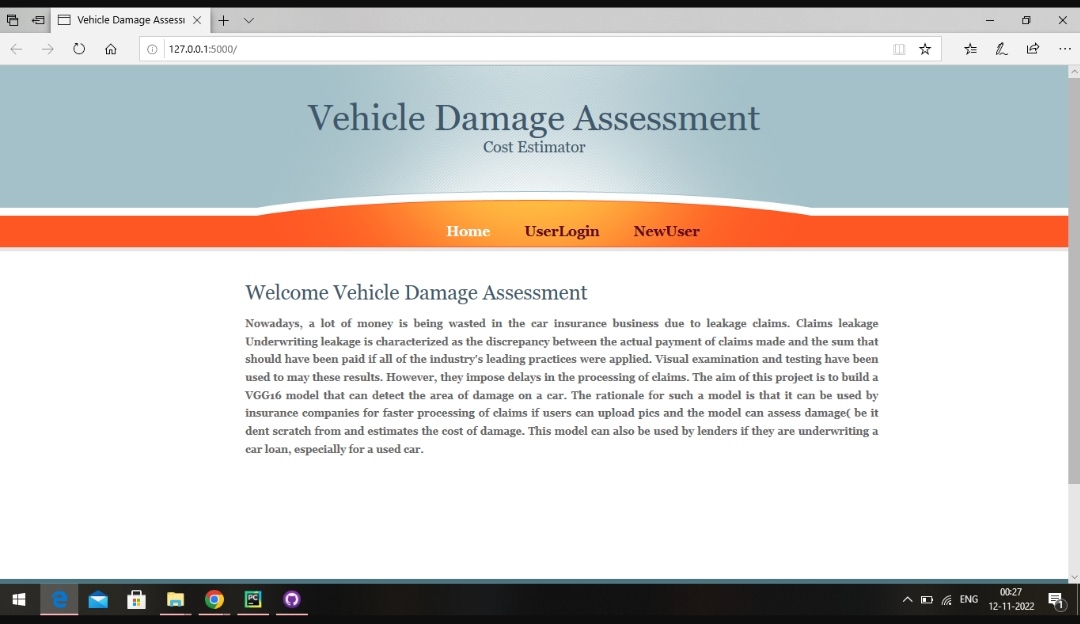 Vehicle Damage Assessı
127.0.0.1:5000/
Vehicle Damage Assessment
Cost Estimator
Home UserLogin NewUser
Welcome Vehicle Damage Assessment
Nowadays, a lot of money is being wasted in the car insurance business due to leakage claims. Claims leakage
Underwriting leakage is characterized as the discrepancy between the actual payment of claims made and the sum that
should have been paid if all of the industry's leading practices were applied. Visual examination and testing have been
used to may these results. However, they impose delays in the processing of claims. The aim of this project is to build a
VGG16 model that can detect the area of damage on a car. The rationale for such a model is that it can be used by
insurance companies for faster processing of claims if users can upload pics and the model can assess damage( be it
dent scratch from and estimates the cost of damage. This model can also be used by lenders if they are underwriting a
car loan, especially for a used car.
PC
ENG
00:27
12-11-2022
1